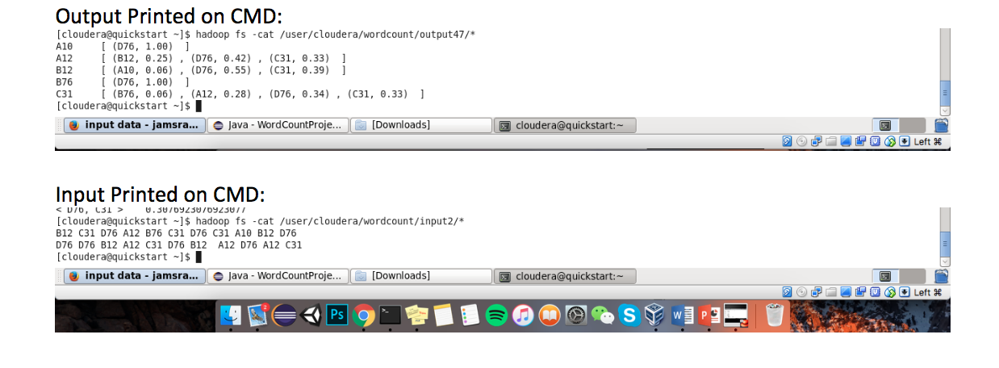 Output Printed on CMD:
[cloudera@quickstart ~]$ hadoop fs -cat /user/cloudera/wordcount/output47/*
A10 [ (D76, 1.00) ]
A12 [ (B12, 0.25) , (D76, 0.42) , (C31, 0.33) ]
B12 [ (A10, 0.06) , (D76, 0.55) , (C31, 0.39) ]
B76 [ (D76, 1.00) ]
C31 [ (B76, 0.06) , (A12, 0.28) , (D76, 0.34) , (C31, 0.33) ]
[cloudera@quickstart ~]$
input data - jamsra... Java - WordCountProje... [Downloads] cloudera@quickstart:~
Left ⌘
Input Printed on CMD:
< D76, C31 > 0.3076923076923077
[cloudera@quickstart ~]$ hadoop fs -cat /user/cloudera/wordcount/input2/*
B12 C31 D76 A12 B76 C31 D76 C31 A10 B12 D76
D76 D76 B12 A12 C31 D76 B12 A12 D76 A12 C31
[cloudera@quickstart ~]$
input data - jamsra... Java - WordCountProje... [Downloads] cloudera@quickstart:~
Left ⌘
Ps W P